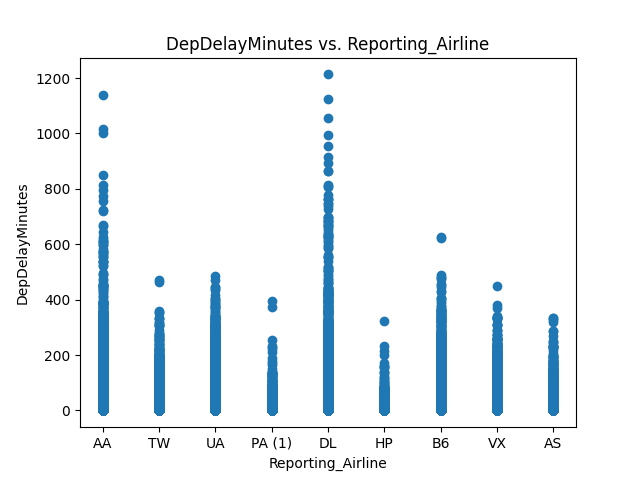 DepDelayMinutes vs. Reporting_Airline
1200
1000
800
600
400
200
0
DepDelayMinutes
AA TW UA PA (1) DL HP B6 VX AS
Reporting_Airline